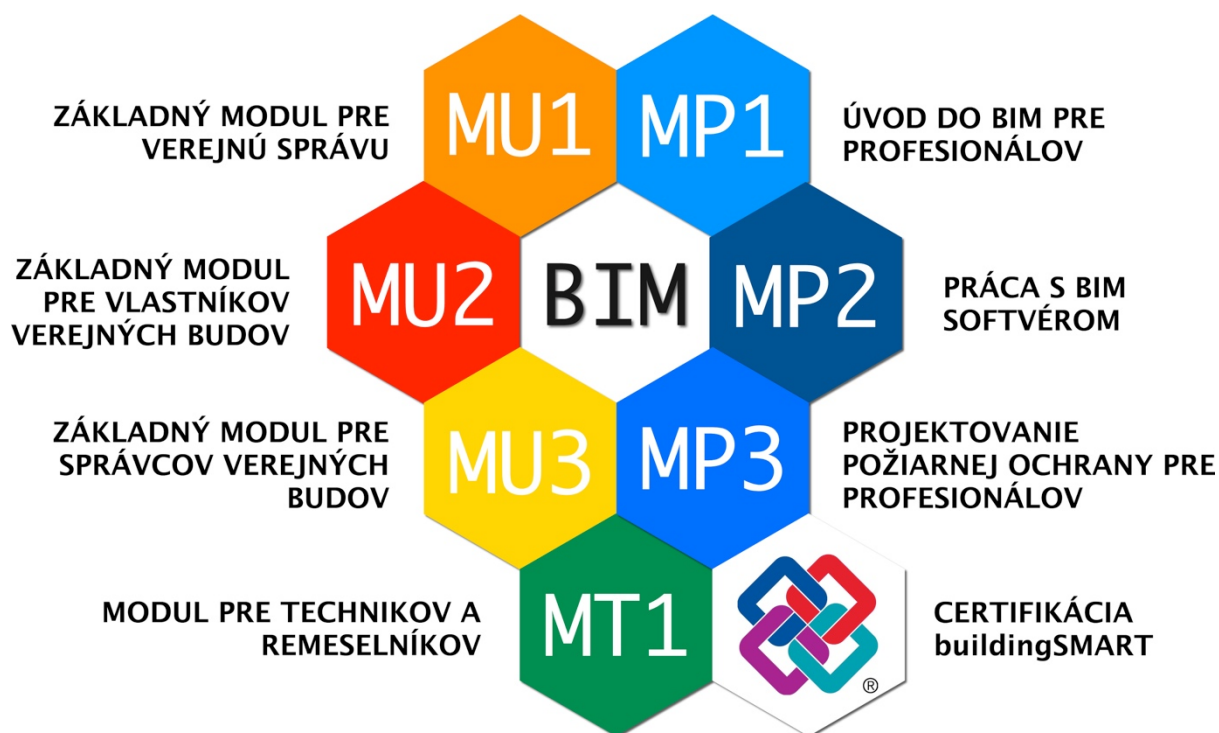 ZÁKLADNÝ MODUL PRE
VEREJNÚ SPRÁVU
MU1
MP1
ÚVOD DO BIM PRE
PROFESIONÁLOV
ZÁKLADNÝ MODUL
PRE VLASTNÍKOV
VEREJNÝCH BUDOV
MU2
BIM
MP2
PRÁCA S BIM
SOFTVÉROM
ZÁKLADNÝ MODUL PRE
SPRÁVCOV VEREJNÝCH
BUDOV
MU3
MP3
PROJEKTOVANIE
POŽIARNEJ OCHRANY PRE
PROFESIONÁLOV
MODUL PRE TECHNIKOV A
REMESELNÍKOV
MT1
®
CERTIFIKÁCIA
buildingSMART